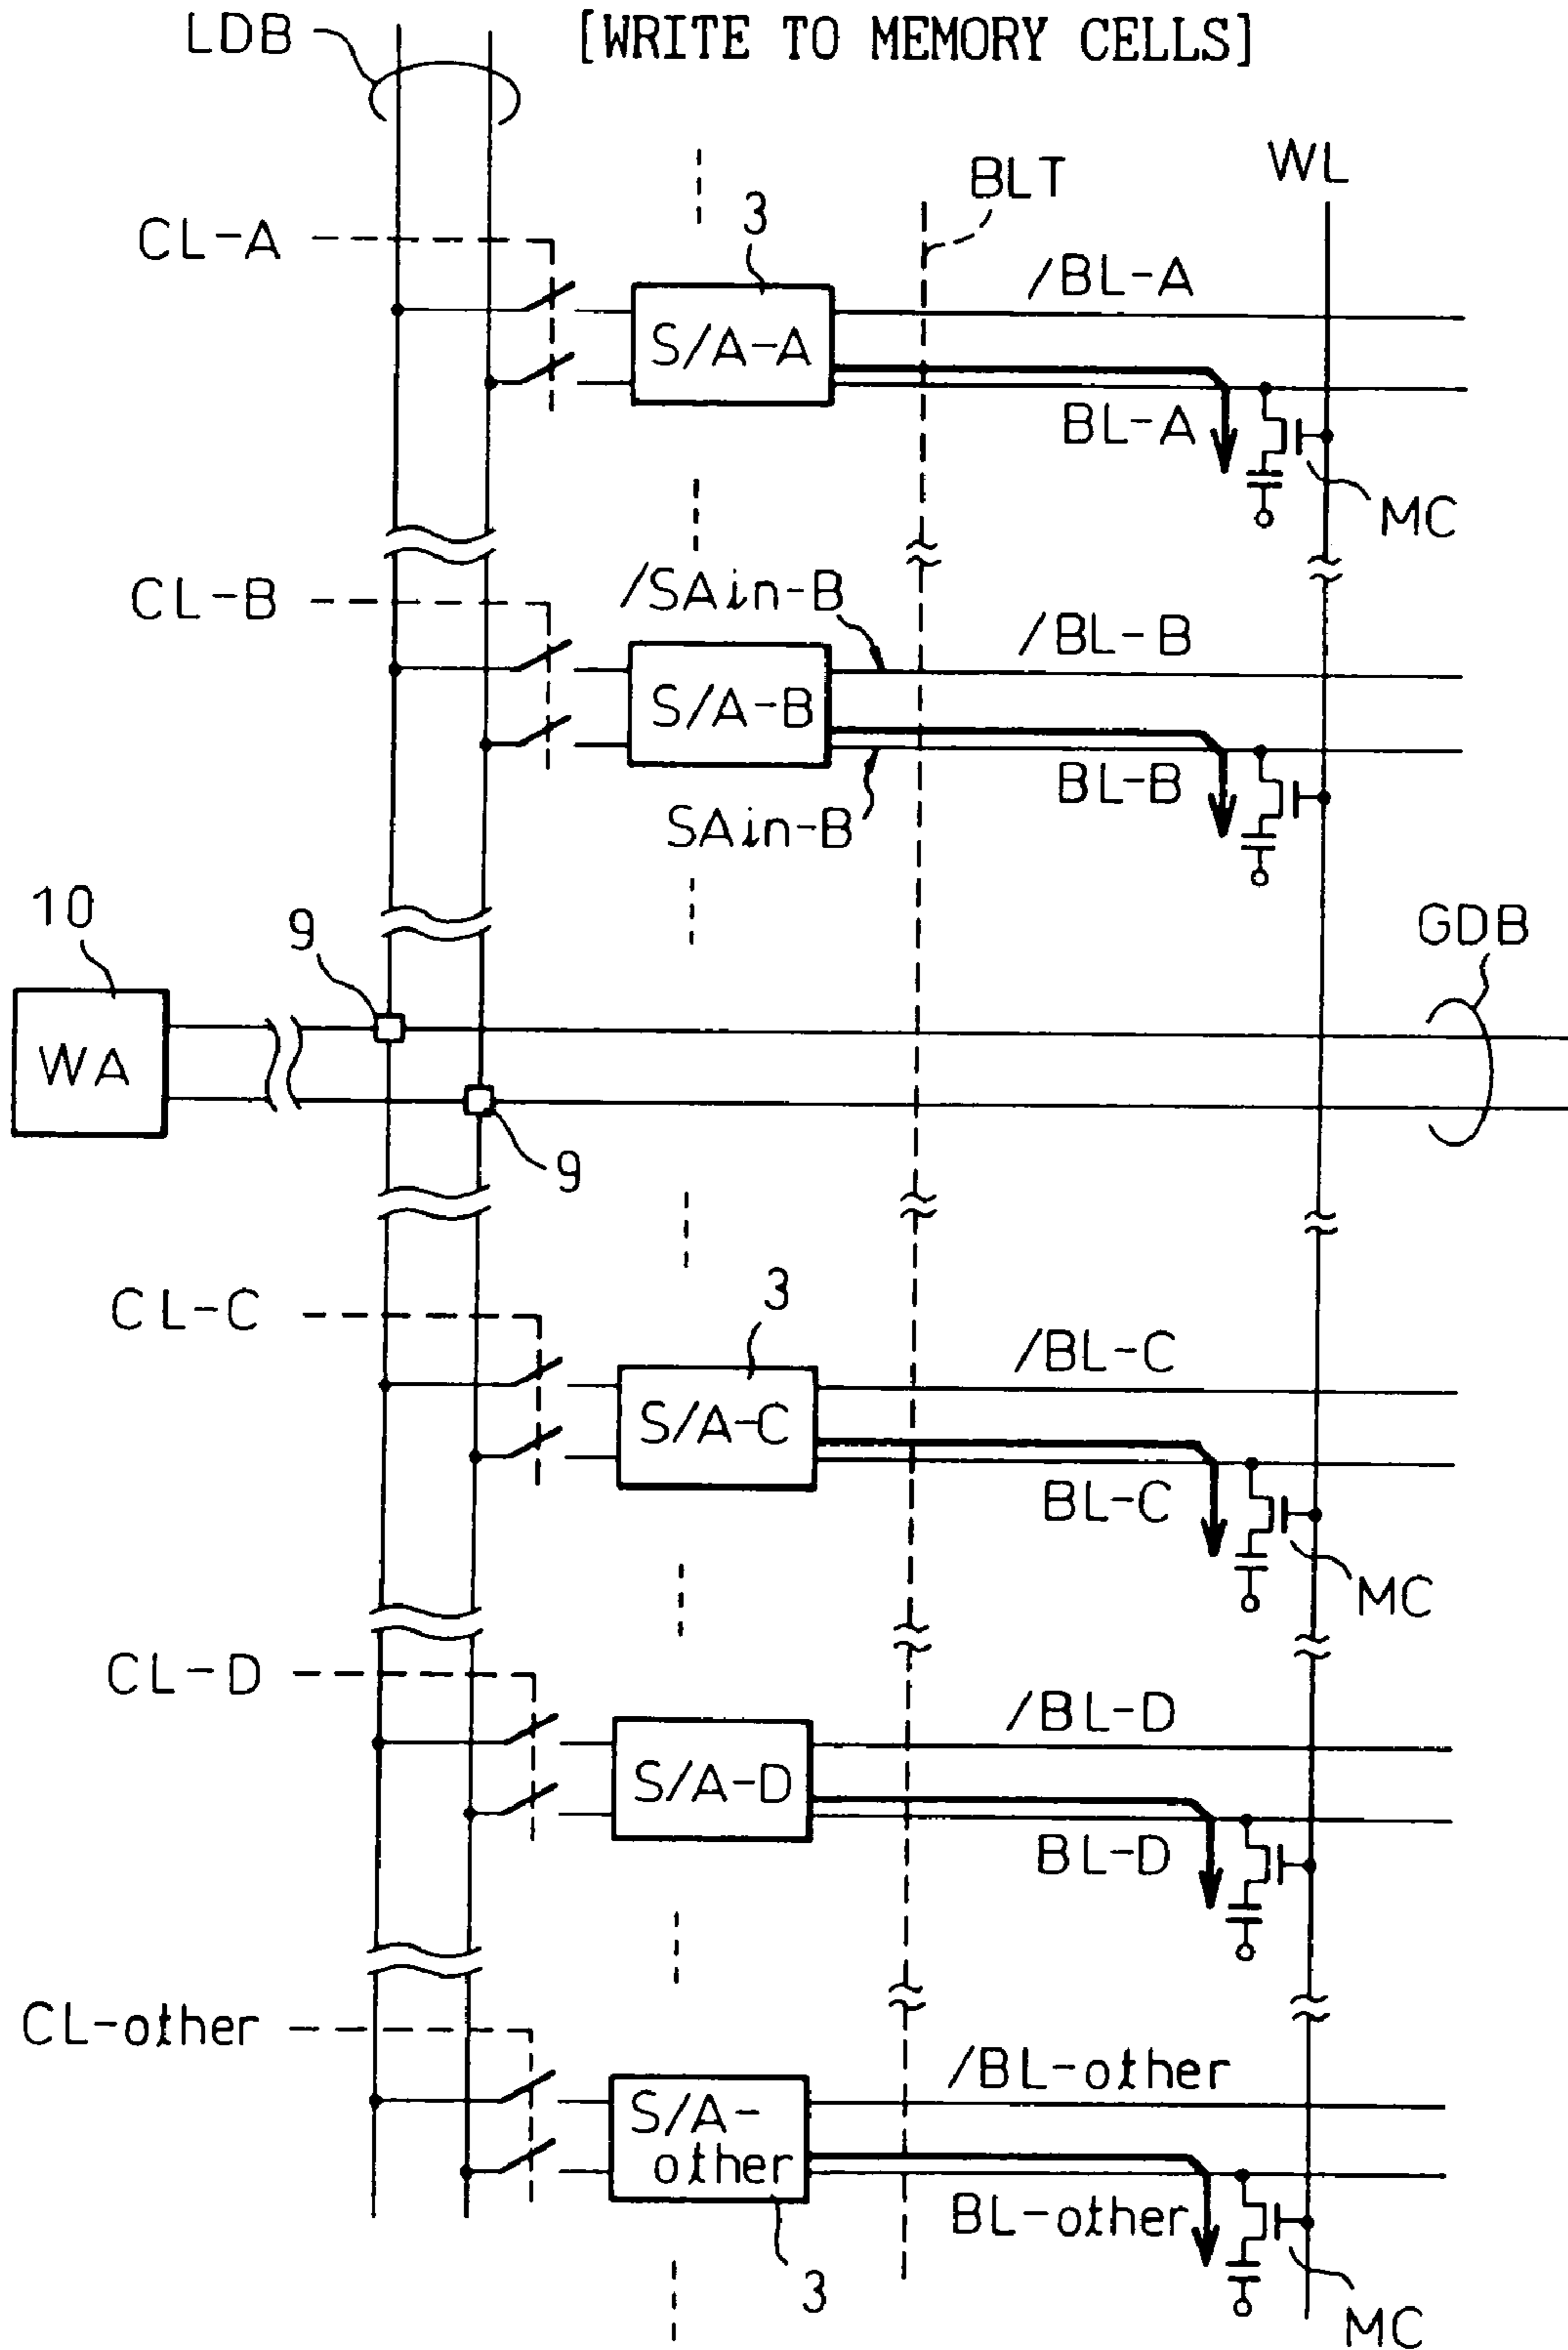 LDB
[WRITE TO MEMORY CELLS]
BLT
WL
CL-A
3
/BL-A
S/A-A
BL-A
MC
CL-B
/SAin-B
/BL-B
S/A-B
BL-B
SAin-B
10
9
GDB
WA
9
CL-C
3
/BL-C
S/A-C
BL-C
MC
CL-D
/BL-D
S/A-D
BL-D
CL-other
/BL-other
S/A-
other
BL-other
3
MC